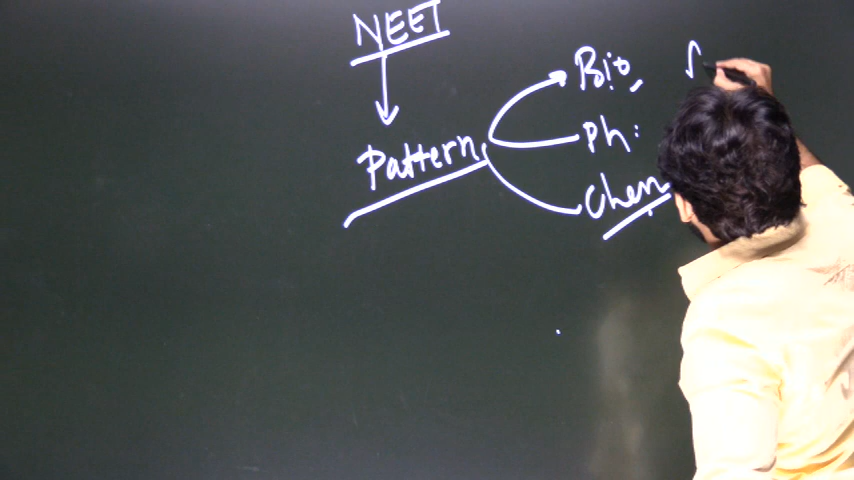 NEET
Bio,
Pattern
Ph:
Chem